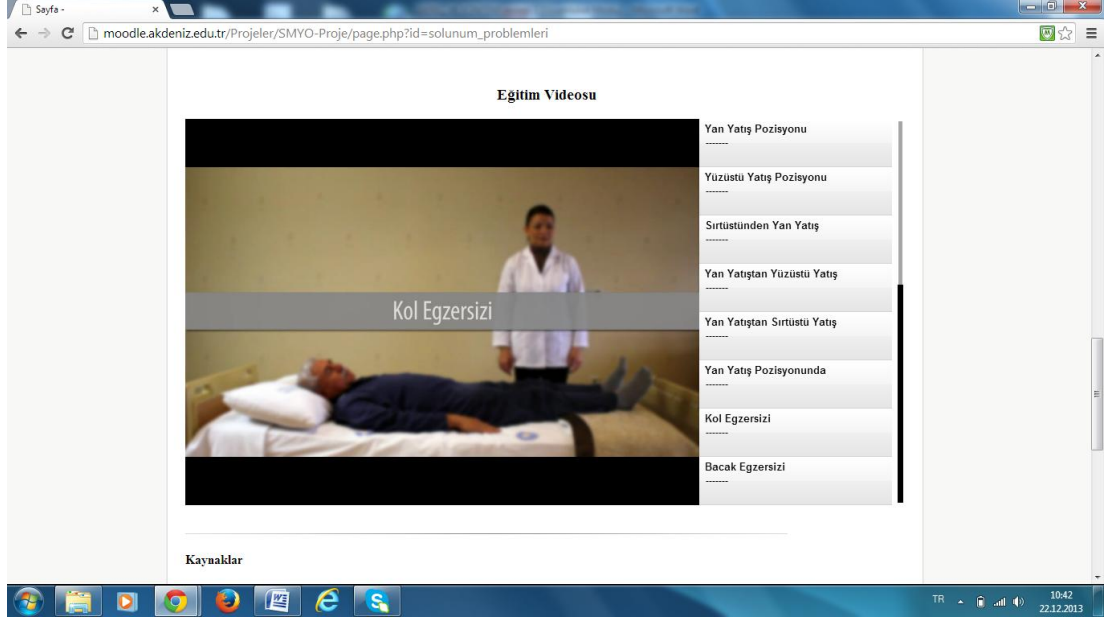 Sayfa -
moodle.akdeniz.edu.tr/Projeler/SMYO-Proje/page.php?id=solunum_problemleri
Eğitim Videosu
Yan Yatış Pozisyonu
-------
Yüzüstü Yatış Pozisyonu
-------
Sırtüstünden Yan Yatış
-------
Yan Yatıştan Yüzüstü Yatış
-------
Yan Yatıştan Sırtüstü Yatış
-------
Yan Yatış Pozisyonunda
-------
Kol Egzersizi
-------
Bacak Egzersizi
-------
Kol Egzersizi
Kaynaklar
TR
10:42
22.12.2013